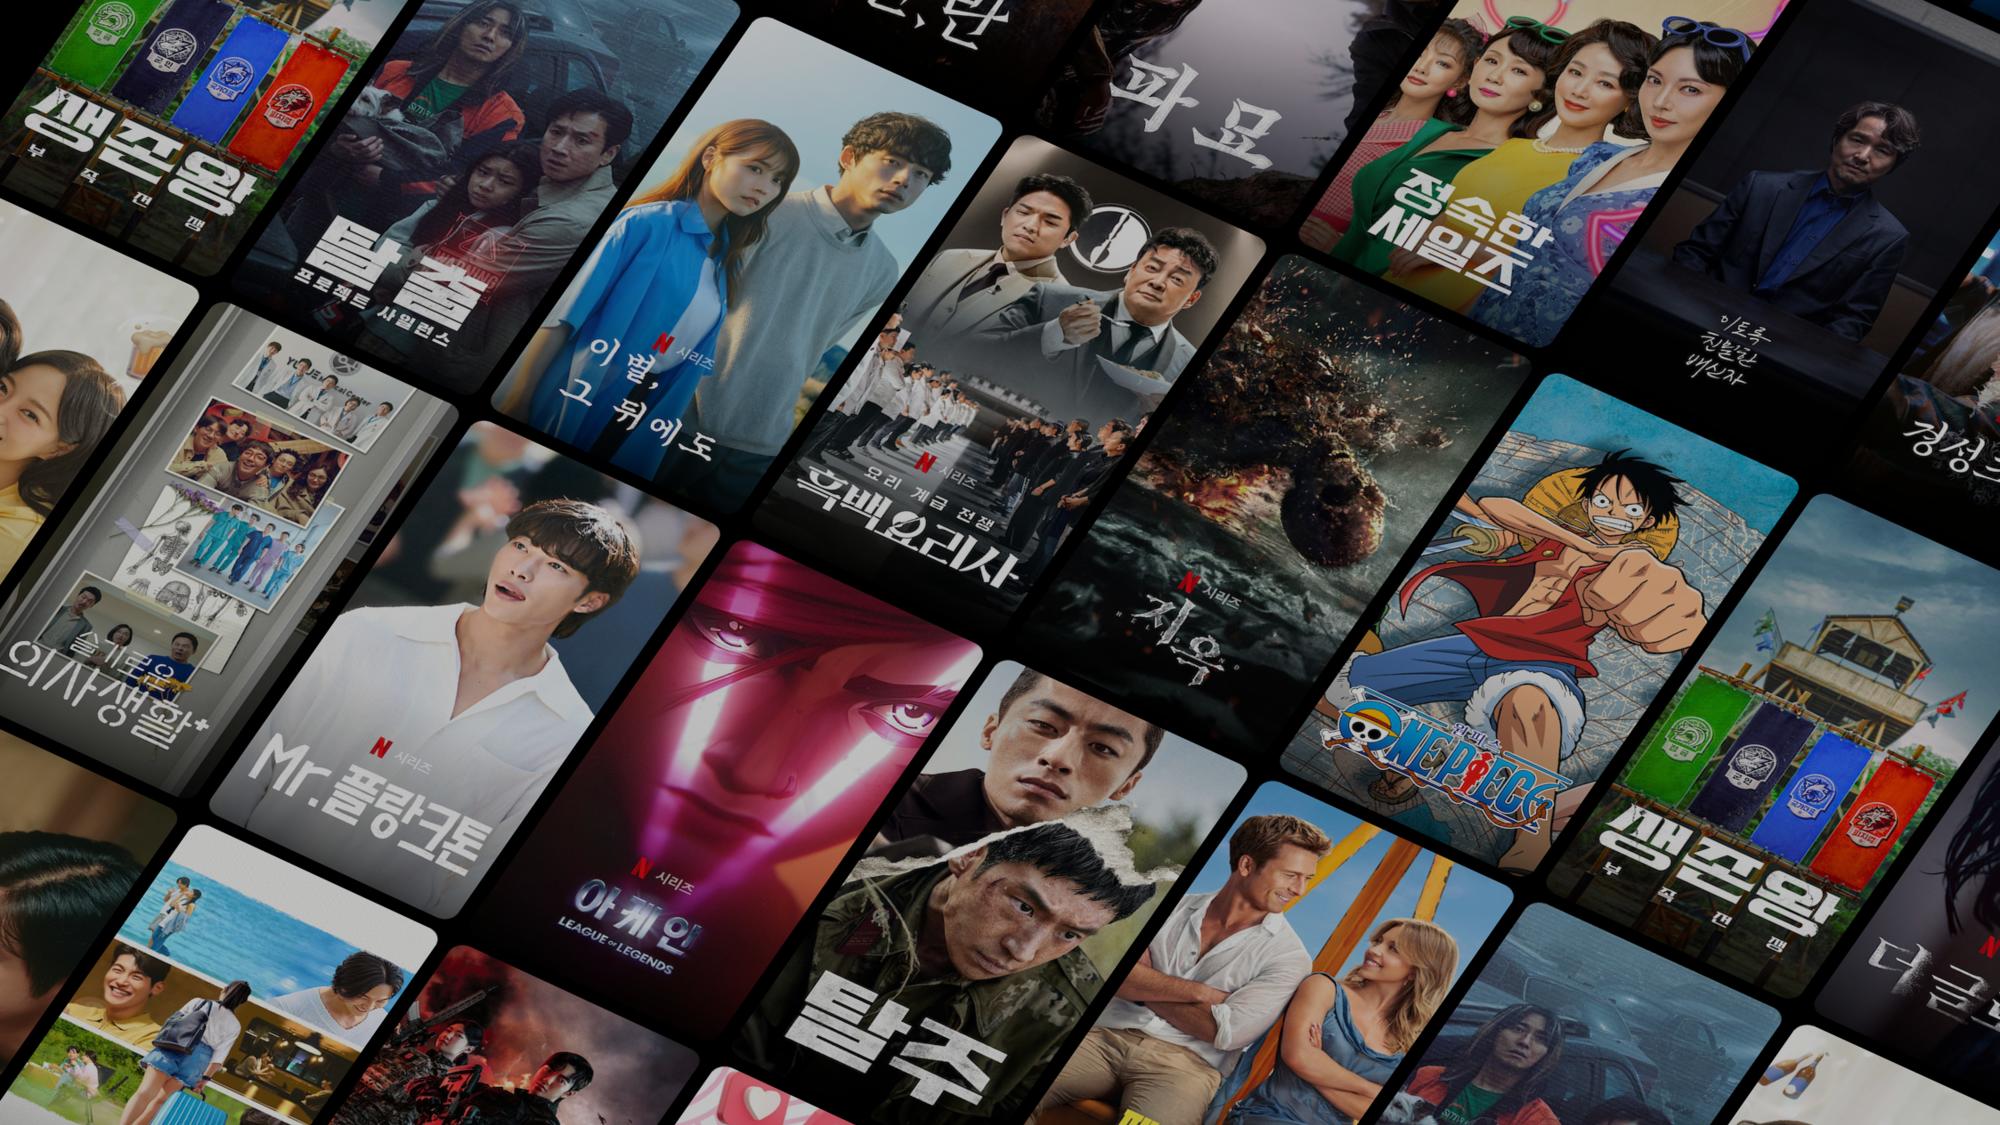 생존왕
부족전쟁
탈출
프로젝트 사일런스
N 시리즈
이별,
그 뒤에도
란
파묘
정숙한
세일즈
이토록
친밀한
배신자
경성크
슬기로운
의사생활
N 시리즈
Mr.플랑크톤
N 시리즈
요리 계급 전쟁
흑백요리사
N 시리즈
지옥
원피스
ONE PIECE
N 시리즈
아케인
LEAGUE OF LEGENDS
탈주
생존왕
부족전쟁
N
더 글로